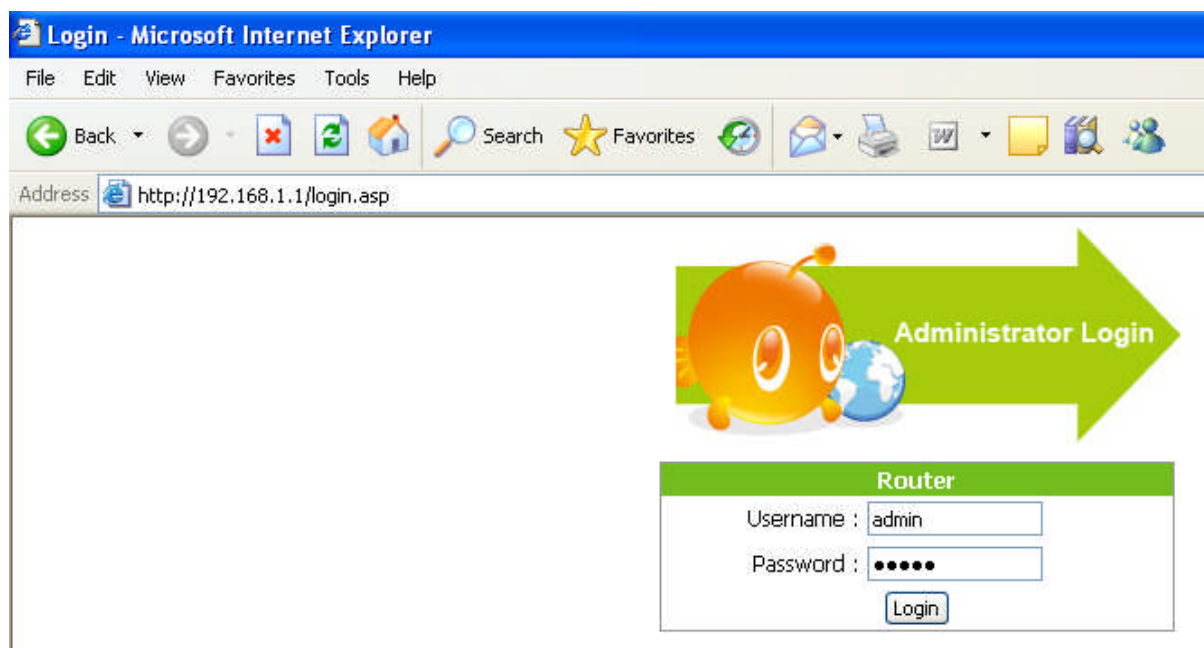 Login - Microsoft Internet Explorer
File Edit View Favorites Tools Help
Back Search Favorites
Address http://192.168.1.1/login.asp
Administrator Login
Router
Username : admin
Password : •••••
Login